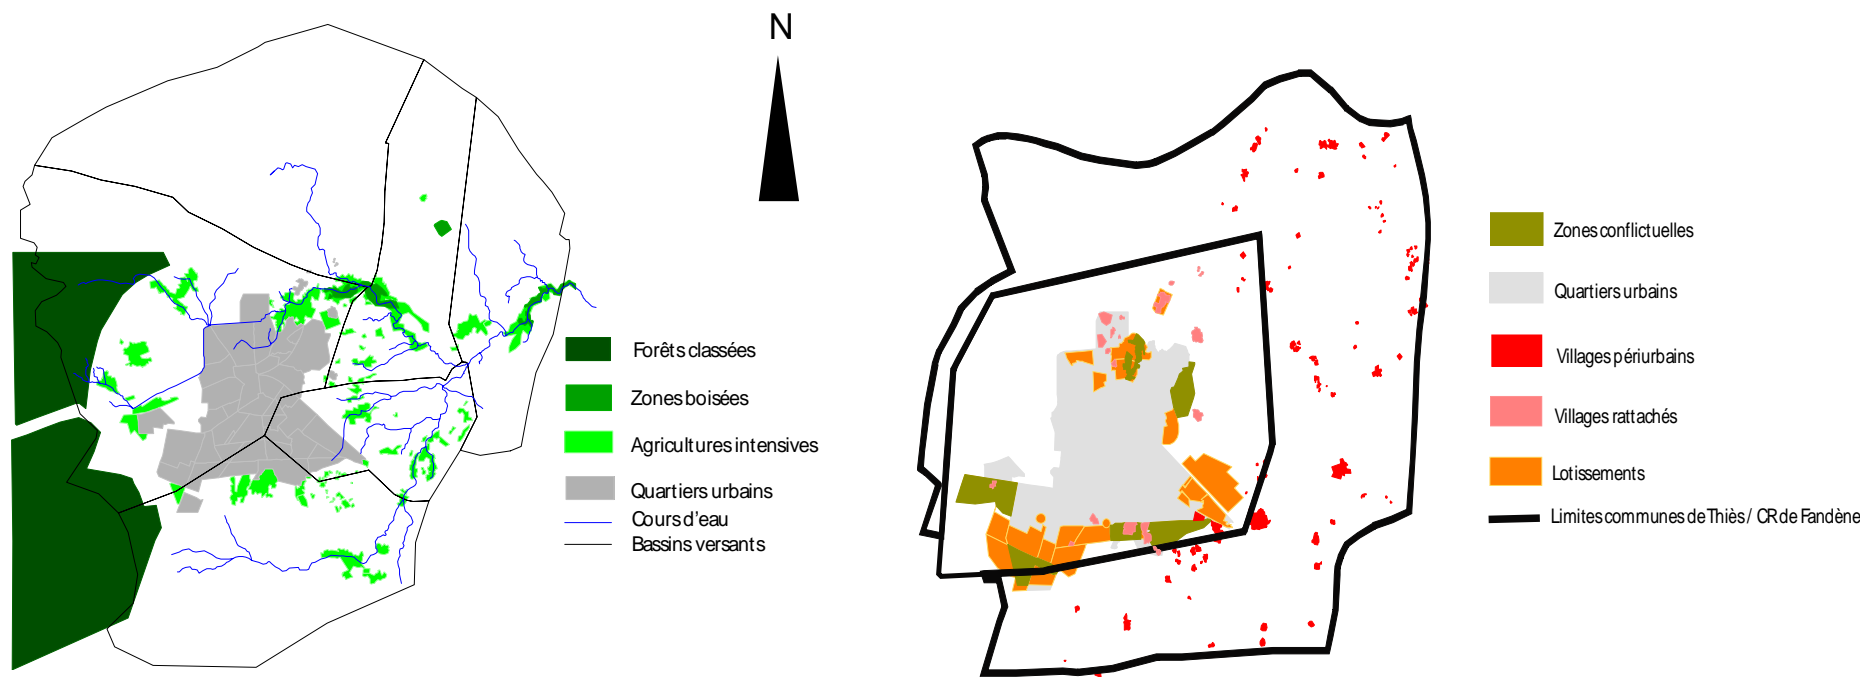 N
Forêts classées
Zones boisées
Agricultures intensives
Quartiers urbains
Cours d'eau
Bassins versants
Zones conflictuelles
Quartiers urbains
Villages périurbains
Villages rattachés
Lotissements
Limites communes de Thiès / CR de Fandène